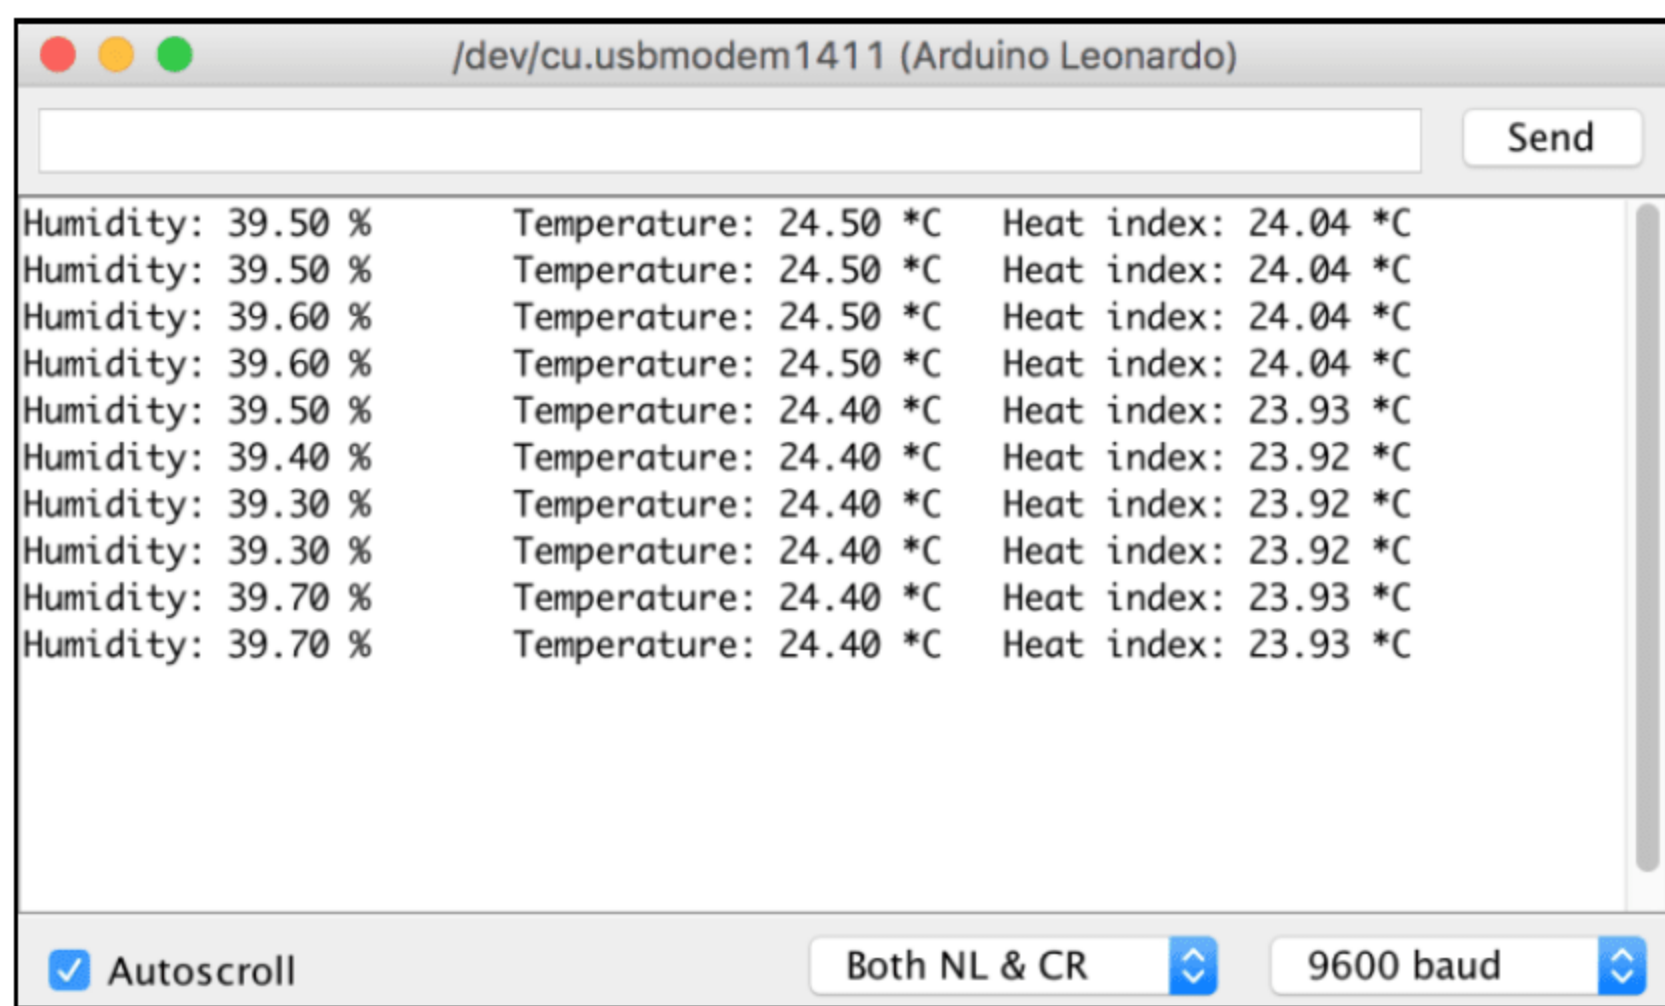 /dev/cu.usbmodem1411 (Arduino Leonardo)
Send
Humidity: 39.50 % Temperature: 24.50 *C Heat index: 24.04 *C
Humidity: 39.50 % Temperature: 24.50 *C Heat index: 24.04 *C
Humidity: 39.60 % Temperature: 24.50 *C Heat index: 24.04 *C
Humidity: 39.60 % Temperature: 24.50 *C Heat index: 24.04 *C
Humidity: 39.50 % Temperature: 24.40 *C Heat index: 23.93 *C
Humidity: 39.40 % Temperature: 24.40 *C Heat index: 23.92 *C
Humidity: 39.30 % Temperature: 24.40 *C Heat index: 23.92 *C
Humidity: 39.30 % Temperature: 24.40 *C Heat index: 23.92 *C
Humidity: 39.70 % Temperature: 24.40 *C Heat index: 23.93 *C
Humidity: 39.70 % Temperature: 24.40 *C Heat index: 23.93 *C
Autoscroll Both NL & CR 9600 baud